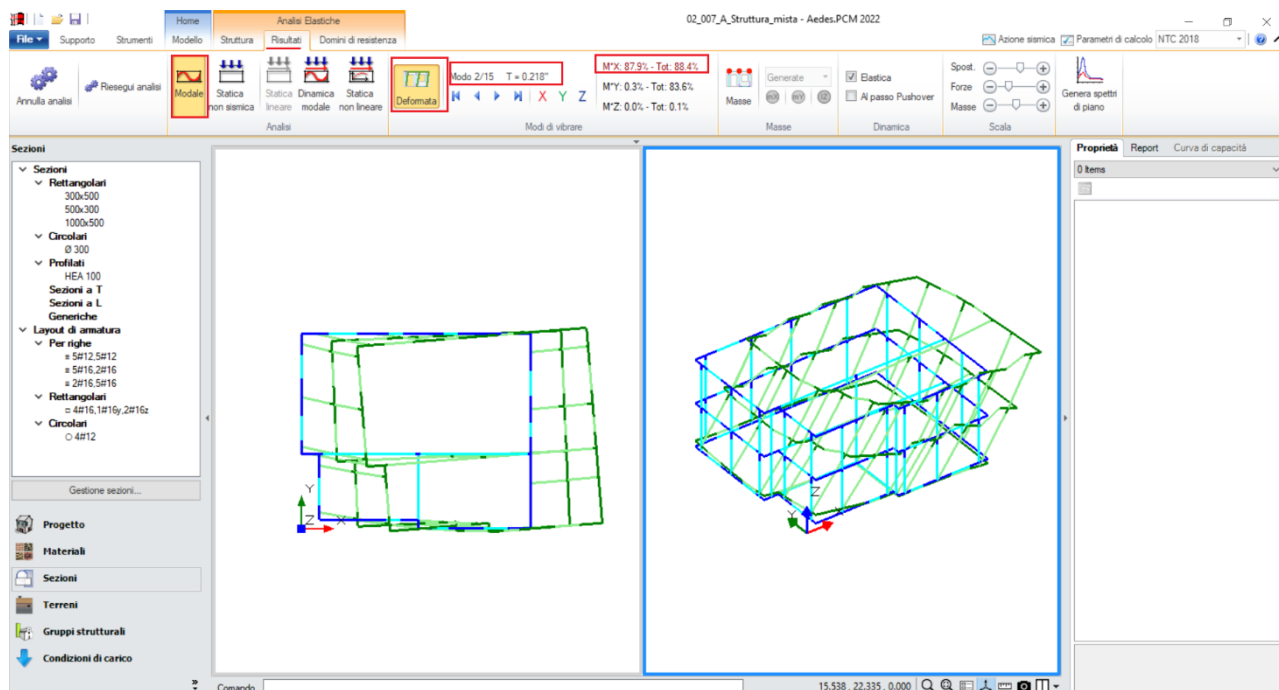 02_007_A_Struttura_mista - Aedes.PCM 2022
Home
Analisi Elastiche
File
Supporto
Strumenti
Modello
Struttura
Risultati
Domini di resistenza
Azione sismica
Parametri di calcolo
NTC 2018
Annulla analisi
Riesegui analisi
Modale
Statica non sismica
Statica lineare
Dinamica modale
Statica non lineare
Analisi
Deformata
Modo 2/15 T = 0.218"
X Y Z
M*X: 87.9% - Tot: 88.4%
M*Y: 0.3% - Tot: 83.6%
M*Z: 0.0% - Tot: 0.1%
Modi di vibrare
Masse
Generate
Masse
Elastica
Al passo Pushover
Dinamica
Spost.
Forze
Masse
Scala
Genera spettri
di piano
Sezioni
Sezioni
Rettangolari
300x500
500x300
1000x500
Circolari
Ø 300
Profilati
HEA 100
Sezioni a T
Sezioni a L
Generiche
Layout di armatura
Per righe
5#12,5#12
5#16,2#16
2#16,5#16
Rettangolari
4#16,1#16y,2#16z
Circolari
4#12
Gestione sezioni...
Progetto
Materiali
Sezioni
Terreni
Gruppi strutturali
Condizioni di carico
Y
Z X
Z
Y
Proprietà
Report
Curva di capacità
0 Items
Comando
15.538 , 22.335 , 0.000